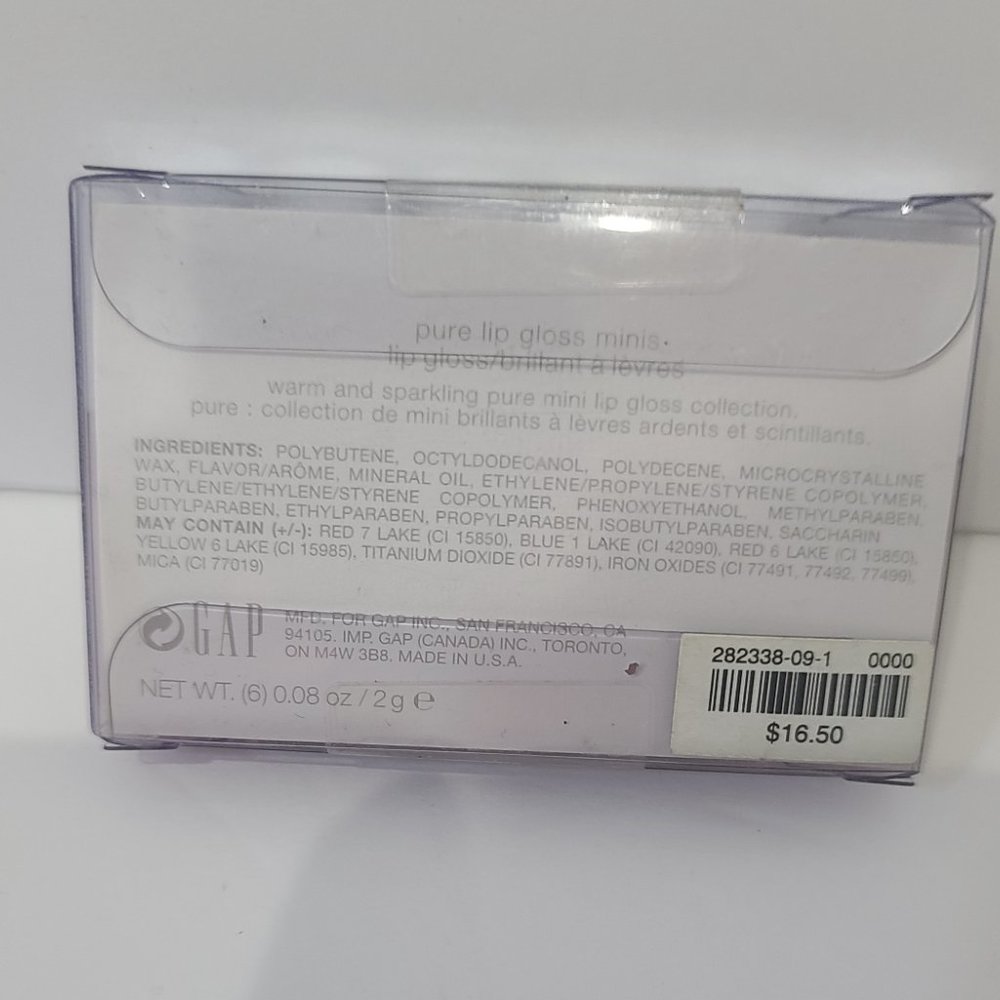 pure lip gloss minis.
lip gloss/brillant à lèvres
warm and sparkling pure mini lip gloss collection.
pure : collection de mini brillants à lèvres ardents et scintillants.
INGREDIENTS: POLYBUTENE, OCTYLDODECANOL, POLYDECENE, MICROCRYSTALLINE
WAX, FLAVOR/ARÔME, MINERAL OIL, ETHYLENE/PROPYLENE/STYRENE COPOLYMER,
BUTYLENE/ETHYLENE/STYRENE COPOLYMER, PHENOXYETHANOL, METHYLPARABEN,
BUTYLPARABEN, ETHYLPARABEN, PROPYLPARABEN, ISOBUTYLPARABEN, SACCHARIN
MAY CONTAIN (+/-): RED 7 LAKE (CI 15850), BLUE 1 LAKE (CI 42090), RED 6 LAKE (CI 15850),
YELLOW 6 LAKE (CI 15985), TITANIUM DIOXIDE (CI 77891), IRON OXIDES (CI 77491, 77492, 77499),
MICA (CI 77019)
GAP
MFD. FOR GAP INC., SAN FRANCISCO, CA
94105. IMP. GAP (CANADA) INC., TORONTO,
ON M4W 3B8. MADE IN U.S.A.
NET WT. (6) 0.08 oz / 2 g ℮
282338-09-1 0000
$16.50